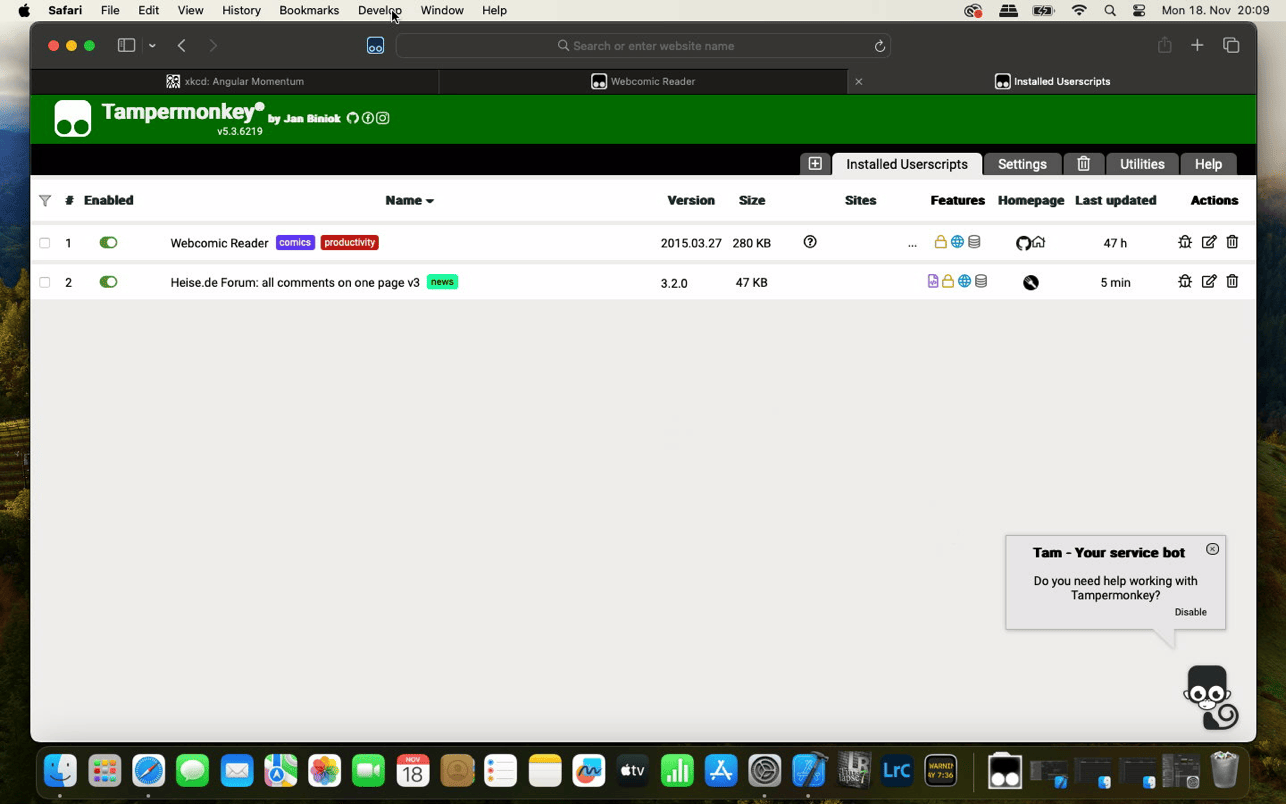 Safari File Edit View History Bookmarks Develop Window Help Mon 18. Nov 20:09
Search or enter website name
xkcd: Angular Momentum Webcomic Reader Installed Userscripts
Tampermonkey® by Jan Biniok
v5.3.6219
Installed Userscripts Settings Utilities Help
# Enabled Name Version Size Sites Features Homepage Last updated Actions
1 Webcomic Reader comics productivity 2015.03.27 280 KB ... 47 h
2 Heise.de Forum: all comments on one page v3 news 3.2.0 47 KB 5 min
Tam - Your service bot
Do you need help working with
Tampermonkey?
Disable
NOV
18
tv
LrC
WARNI
AY 7:36